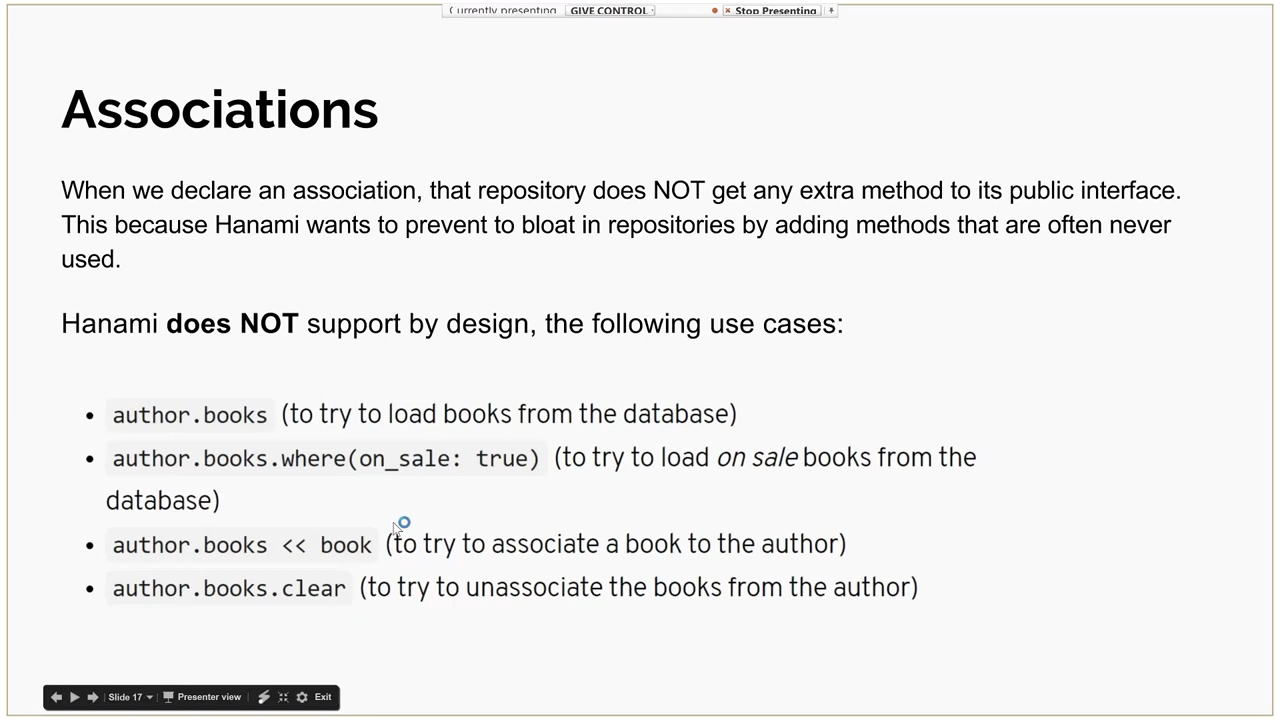 Currently presenting GIVE CONTROL Stop Presenting
Associations
When we declare an association, that repository does NOT get any extra method to its public interface.
This because Hanami wants to prevent to bloat in repositories by adding methods that are often never
used.
Hanami does NOT support by design, the following use cases:
• author.books (to try to load books from the database)
• author.books.where(on_sale: true) (to try to load on sale books from the
database)
• author.books << book (to try to associate a book to the author)
• author.books.clear (to try to unassociate the books from the author)
Slide 17 Presenter view Exit